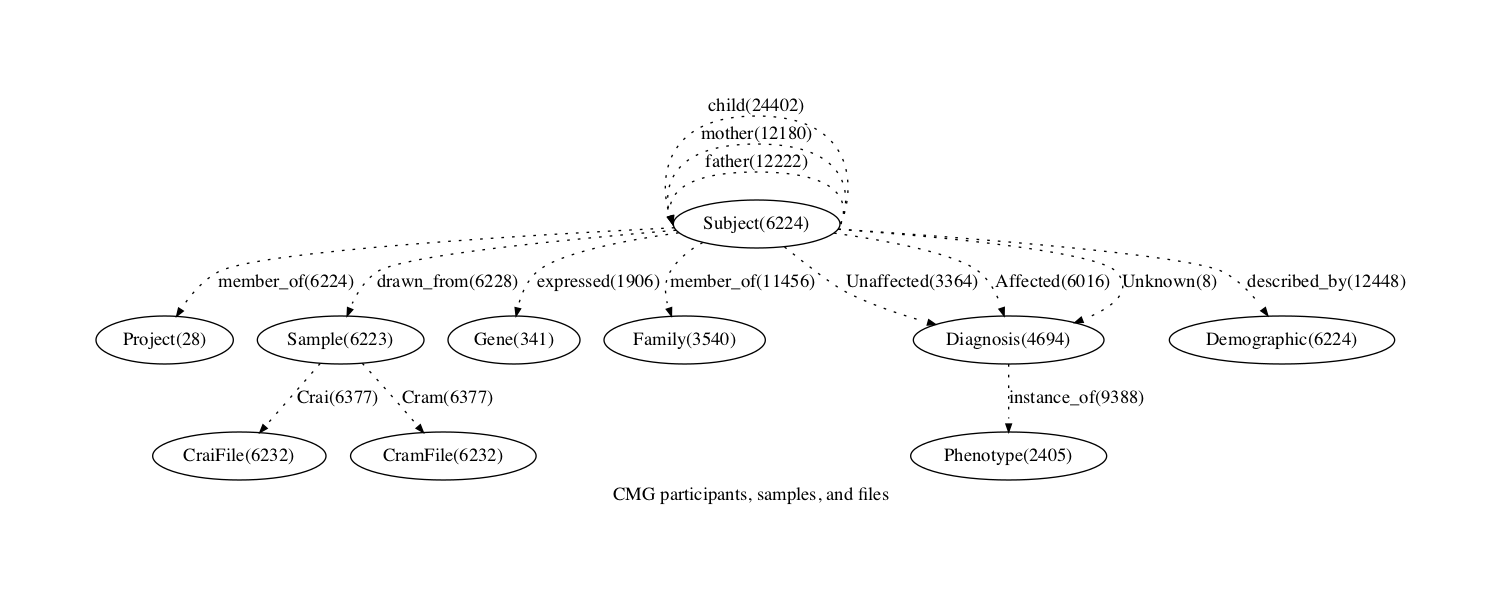 child(24402)
mother(12180)
father(12222)
Subject(6224)
member_of(6224)
drawn_from(6228)
expressed(1906)
member_of(11456)
Unaffected(3364)
Affected(6016)
Unknown(8)
described_by(12448)
Project(28)
Sample(6223)
Gene(341)
Family(3540)
Diagnosis(4694)
Demographic(6224)
Crai(6377)
Cram(6377)
instance_of(9388)
CraiFile(6232)
CramFile(6232)
Phenotype(2405)
CMG participants, samples, and files